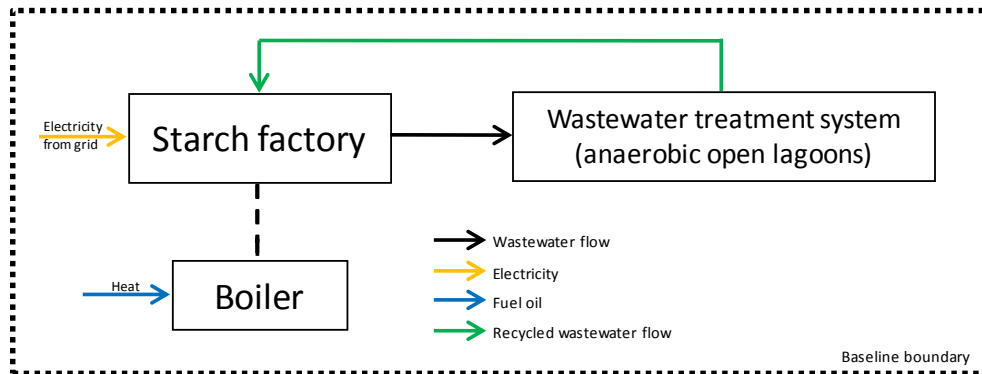 Electricity
from grid
Starch factory
Wastewater treatment system
(anaerobic open lagoons)
Heat
Boiler
Wastewater flow
Electricity
Fuel oil
Recycled wastewater flow
Baseline boundary